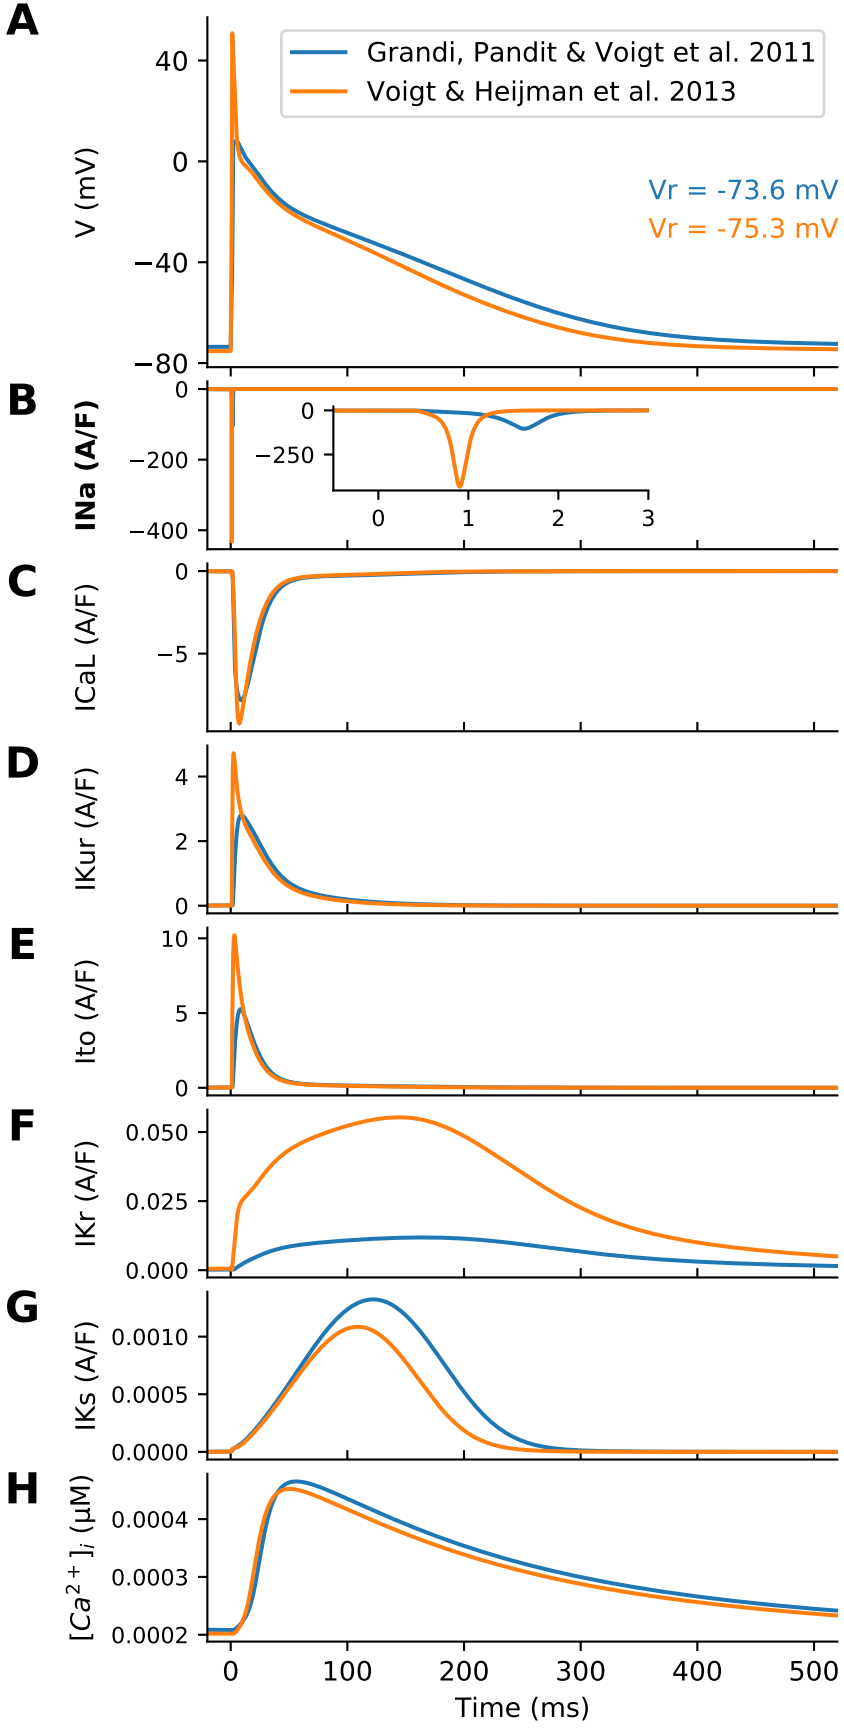 A
Grandi, Pandit & Voigt et al. 2011
Voigt & Heijman et al. 2013
40
0
−40
−80
V (mV)
Vr = -73.6 mV
Vr = -75.3 mV
B
0
−200
−400
INa (A/F)
0
−250
0 1 2 3
C
0
−5
ICaL (A/F)
D
4
2
0
IKur (A/F)
E
10
5
0
Ito (A/F)
F
0.050
0.025
0.000
IKr (A/F)
G
0.0010
0.0005
0.0000
IKs (A/F)
H
0.0004
0.0003
0.0002
[Ca²⁺]ᵢ (μM)
0 100 200 300 400 500
Time (ms)